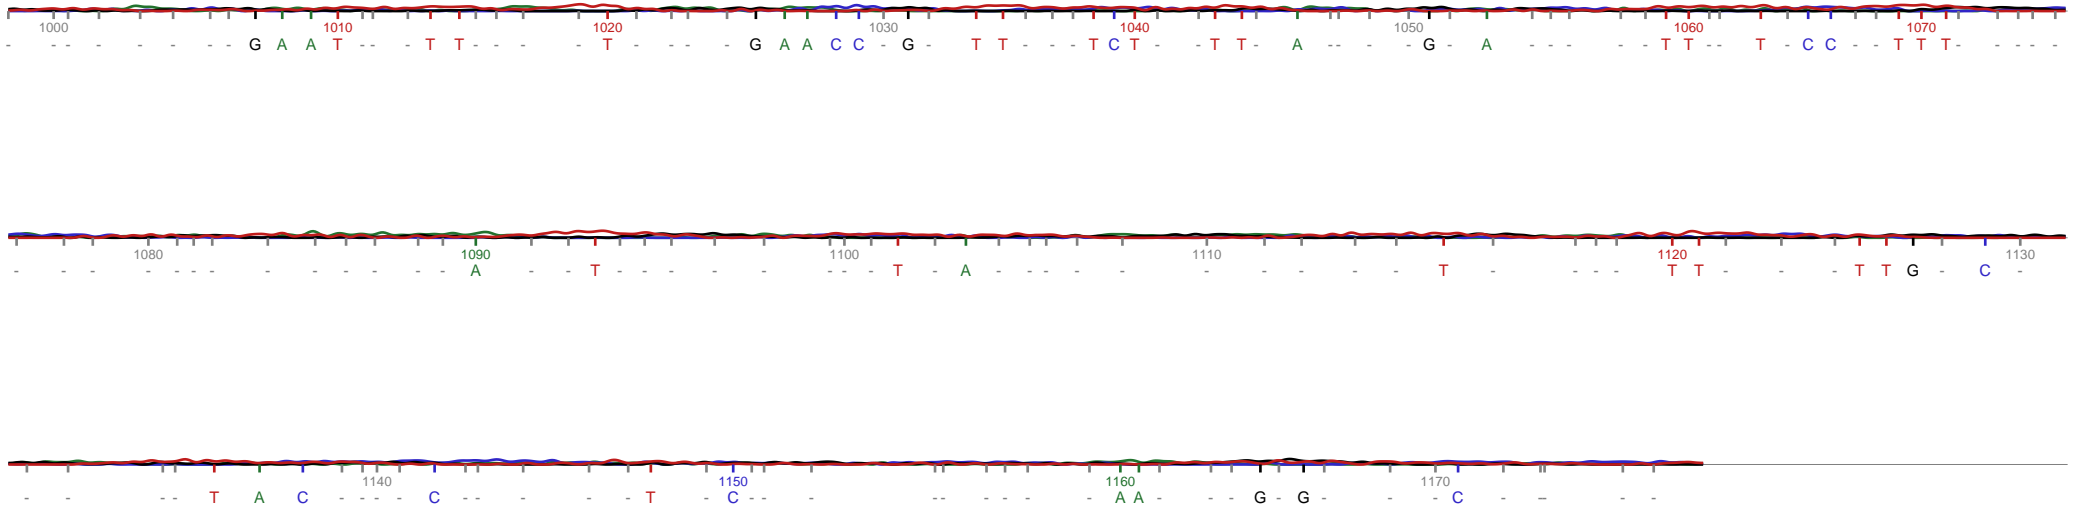 1000 1010 1020 1030 1040 1050 1060 1070
- - - - - - - - G A A T - - - T T - - - - T - - - - - G A A C C - G - T T - - - - T C T - - T T - A - - - - G - A - - - - - - T T - - T - C C - - T T T - - - - -
1080 1090 1100 1110 1120 1130
- - - - - - - - - - - - - A - - T - - - - - - - - T - A - - - - - - - - - - - T - - - - T T - - - - T T G - C -
1140 1150 1160 1170
- - - - T A C - - - - C - - - - - T - C - - - - - - - - - A A - - - G - G - - - C - - - - -